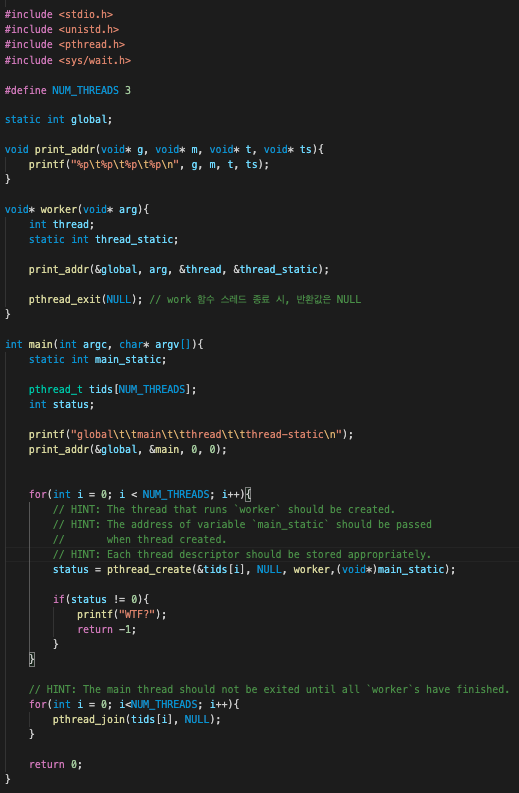 #include <stdio.h>
#include <unistd.h>
#include <pthread.h>
#include <sys/wait.h>

#define NUM_THREADS 3

static int global;

void print_addr(void* g, void* m, void* t, void* ts){
    printf("%p\t%p\t%p\t%p\n", g, m, t, ts);
}

void* worker(void* arg){
    int thread;
    static int thread_static;

    print_addr(&global, arg, &thread, &thread_static);

    pthread_exit(NULL); // work 함수 스레드 종료 시, 반환값은 NULL
}

int main(int argc, char* argv[]){
    static int main_static;

    pthread_t tids[NUM_THREADS];
    int status;

    printf("global\t\tmain\t\tthread\t\tthread-static\n");
    print_addr(&global, &main, 0, 0);


    for(int i = 0; i < NUM_THREADS; i++){
        // HINT: The thread that runs `worker` should be created.
        // HINT: The address of variable `main_static` should be passed
        //       when thread created.
        // HINT: Each thread descriptor should be stored appropriately.
        status = pthread_create(&tids[i], NULL, worker,(void*)main_static);

        if(status != 0){
            printf("WTF?");
            return -1;
        }
    }

    // HINT: The main thread should not be exited until all `worker`s have finished.
    for(int i = 0; i<NUM_THREADS; i++){
        pthread_join(tids[i], NULL);
    }

    return 0;
}